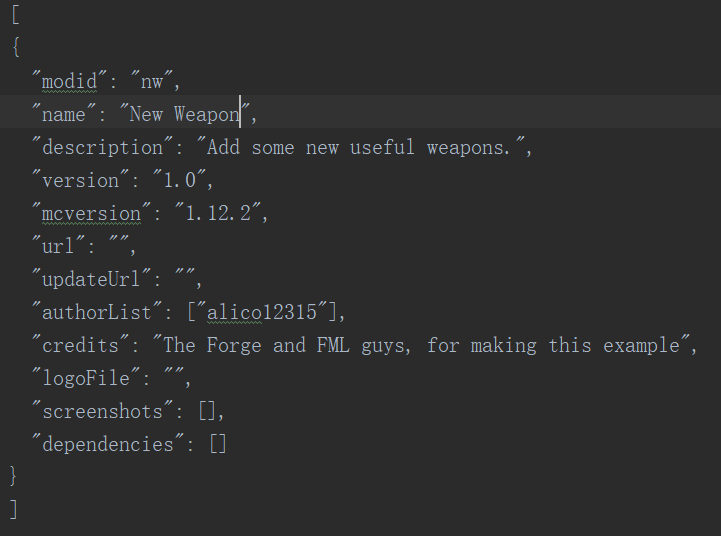 [
{
"modid": "nw",
"name": "New Weapon",
"description": "Add some new useful weapons.",
"version": "1.0",
"mcversion": "1.12.2",
"url": "",
"updateUrl": "",
"authorList": ["alico12315"],
"credits": "The Forge and FML guys, for making this example",
"logoFile": "",
"screenshots": [],
"dependencies": []
}
]